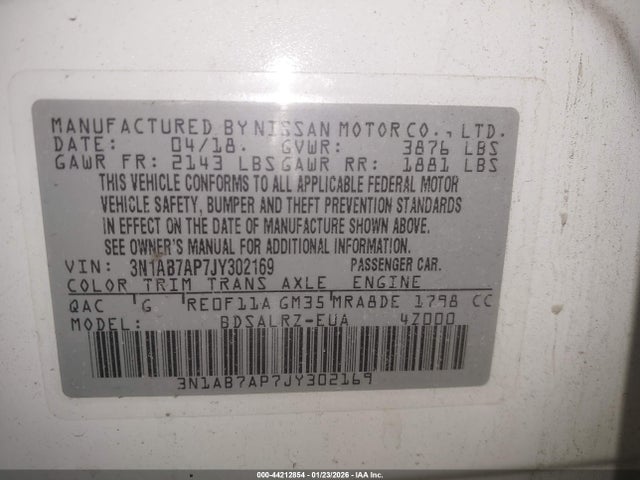 MANUFACTURED BY NISSAN MOTOR CO., LTD.
DATE: 04/18. GVWR: 3876 LBS
GAWR FR: 2143 LBS GAWR RR: 1881 LBS
THIS VEHICLE CONFORMS TO ALL APPLICABLE FEDERAL MOTOR
VEHICLE SAFETY, BUMPER AND THEFT PREVENTION STANDARDS
IN EFFECT ON THE DATE OF MANUFACTURE SHOWN ABOVE.
SEE OWNER'S MANUAL FOR ADDITIONAL INFORMATION.
VIN: 3N1AB7AP7JY302169 PASSENGER CAR.
COLOR TRIM TRANS AXLE ENGINE
QAC G RE0F11A GM35 MRA8DE 1798 CC
MODEL: BDSALRZ-EUA 4Z000
3N1AB7AP7JY302169
000-44212854 | 01/23/2026 | IAA Inc.